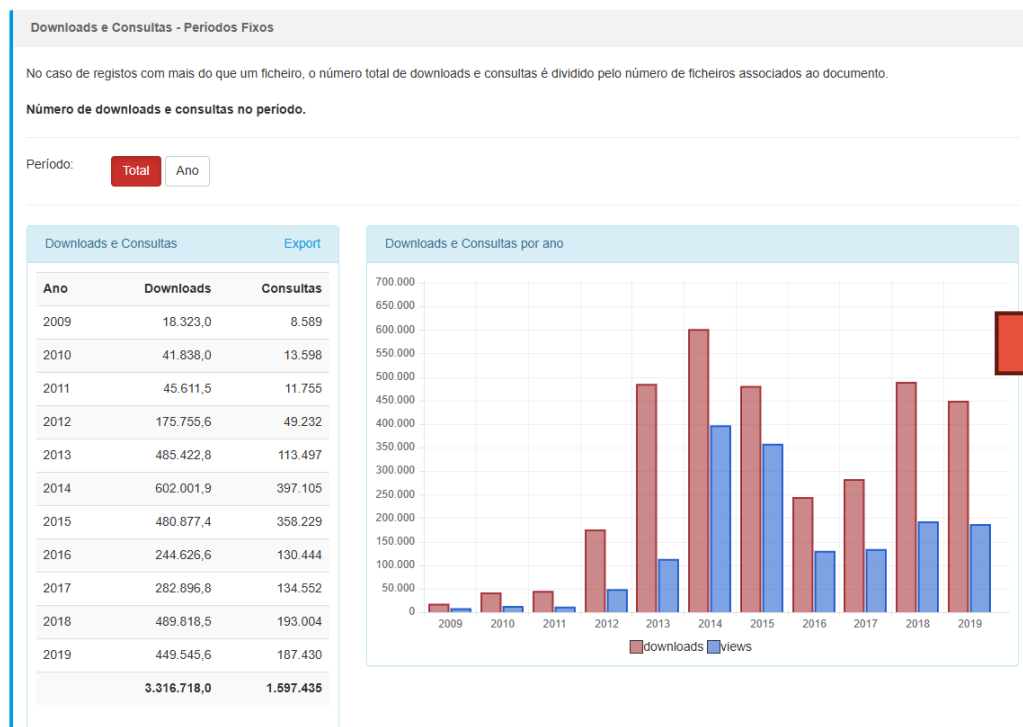 Downloads e Consultas - Períodos Fixos
No caso de registos com mais do que um ficheiro, o número total de downloads e consultas é dividido pelo número de ficheiros associados ao documento.
Número de downloads e consultas no período.
Período: Total Ano
Downloads e Consultas Export
Ano Downloads Consultas
2009 18.323,0 8.589
2010 41.838,0 13.598
2011 45.611,5 11.755
2012 175.755,6 49.232
2013 485.422,8 113.497
2014 602.001,9 397.105
2015 480.877,4 358.229
2016 244.626,6 130.444
2017 282.896,8 134.552
2018 489.818,5 193.004
2019 449.545,6 187.430
3.316.718,0 1.597.435
Downloads e Consultas por ano
700.000
650.000
600.000
550.000
500.000
450.000
400.000
350.000
300.000
250.000
200.000
150.000
100.000
50.000
0
2009 2010 2011 2012 2013 2014 2015 2016 2017 2018 2019
downloads views